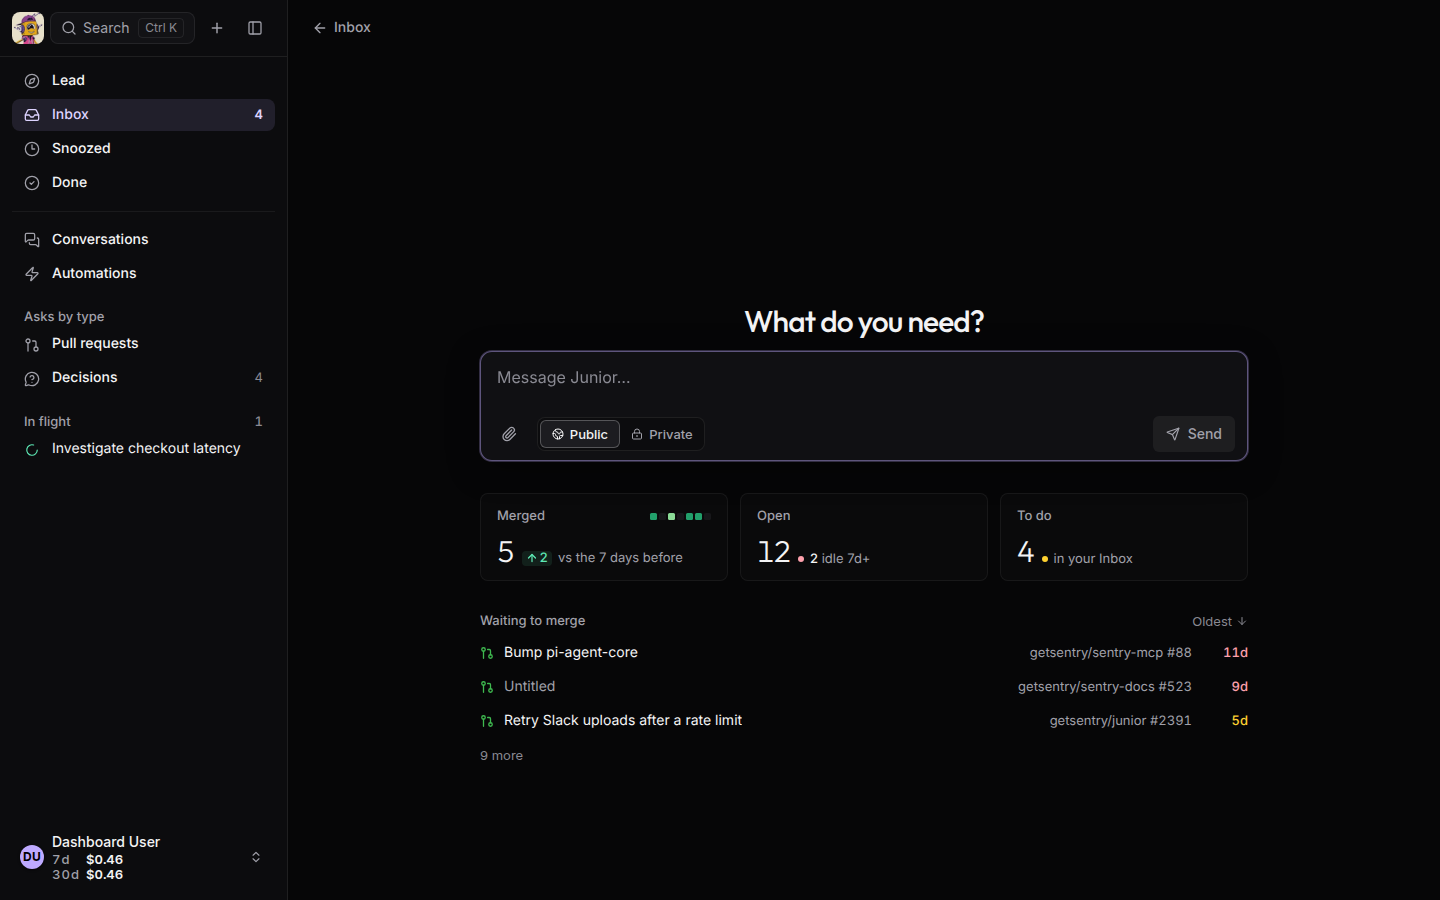 Search Ctrl K
Lead
Inbox 4
Snoozed
Done
Conversations
Automations
Asks by type
Pull requests
Decisions 4
In flight 1
Investigate checkout latency
DU
Dashboard User
7d $0.46
30d $0.46
Inbox
What do you need?
Message Junior...
Public Private Send
Merged
5 2 vs the 7 days before
Open
12 2 idle 7d+
To do
4 in your Inbox
Waiting to merge Oldest
Bump pi-agent-core getsentry/sentry-mcp #88 11d
Untitled getsentry/sentry-docs #523 9d
Retry Slack uploads after a rate limit getsentry/junior #2391 5d
9 more